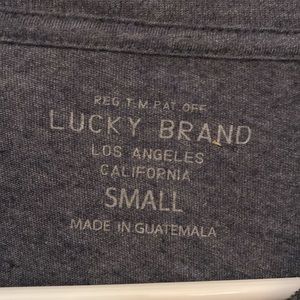 REG T.M PAT. OFF.
LUCKY BRAND
LOS ANGELES
CALIFORNIA
SMALL
MADE IN GUATEMALA